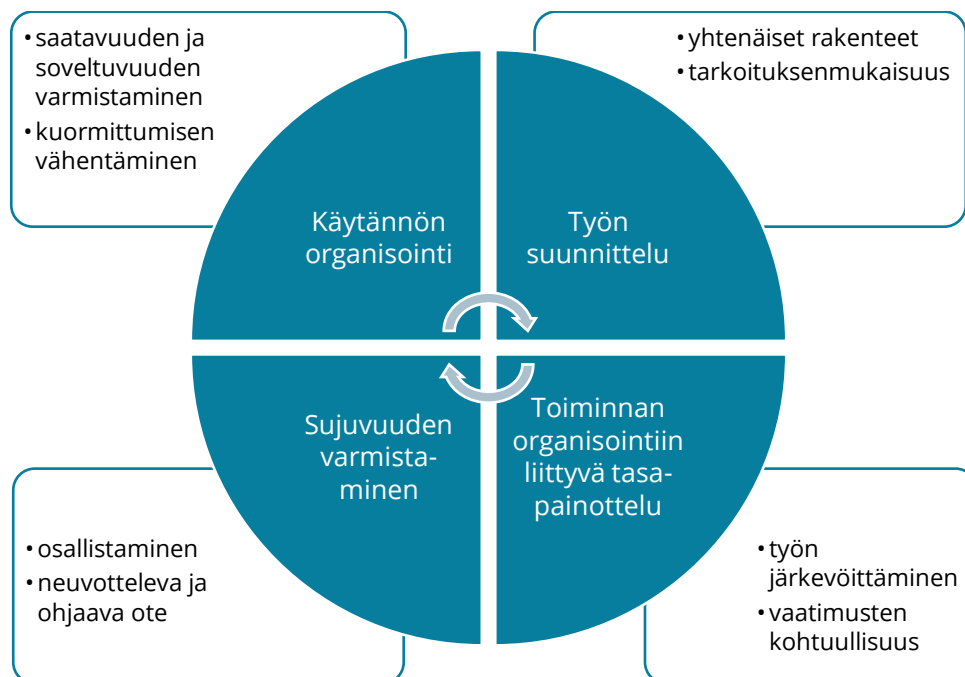 • saatavuuden ja
soveltuvuuden
varmistaminen
• kuormittumisen
vähentäminen
• yhtenäiset rakenteet
• tarkoituksenmukaisuus
Käytännön
organisointi
Työn
suunnittelu
Sujuvuuden
varmista-
minen
Toiminnan
organisointiin
liittyvä tasa-
painottelu
• osallistaminen
• neuvotteleva ja
ohjaava ote
• työn
järkevöittäminen
• vaatimusten
kohtuullisuus